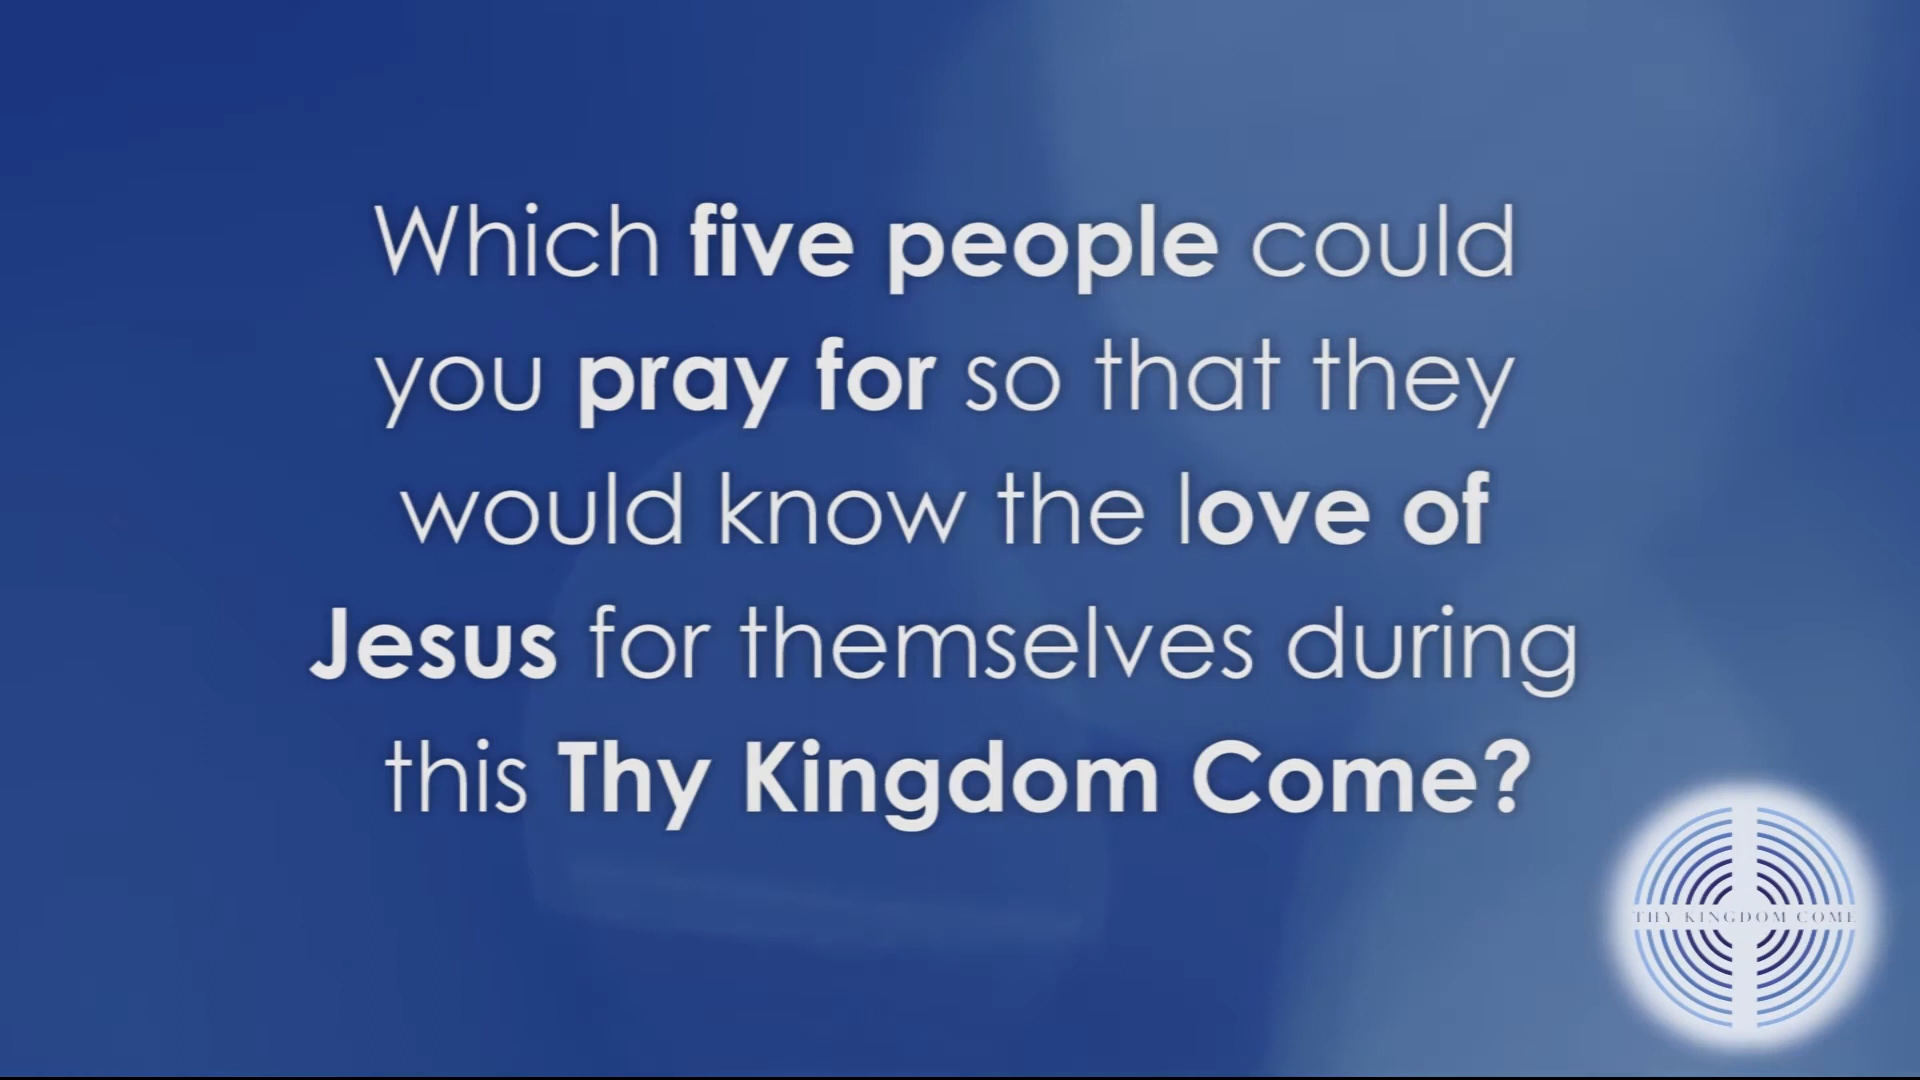 Which five people could
you pray for so that they
would know the love of
Jesus for themselves during
this Thy Kingdom Come?
THY KINGDOM COME